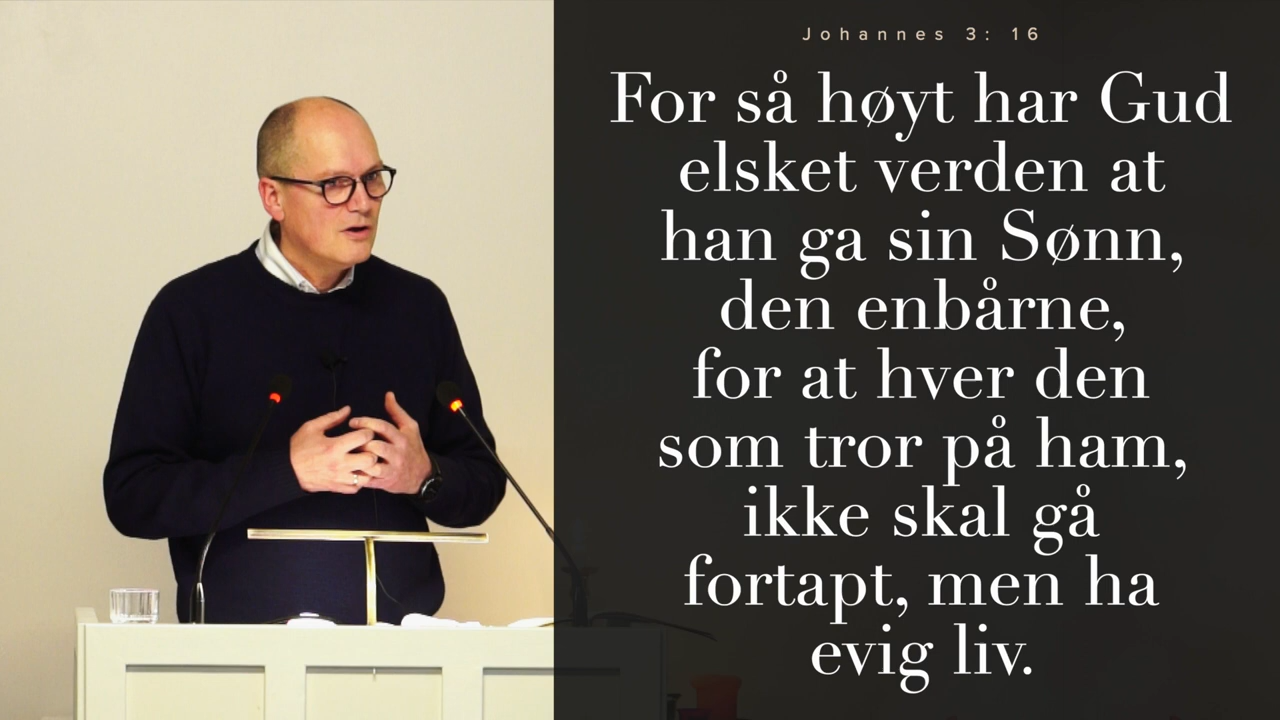 Johannes 3: 16
For så høyt har Gud
elsket verden at
han ga sin Sønn,
den enbårne,
for at hver den
som tror på ham,
ikke skal gå
fortapt, men ha
evig liv.